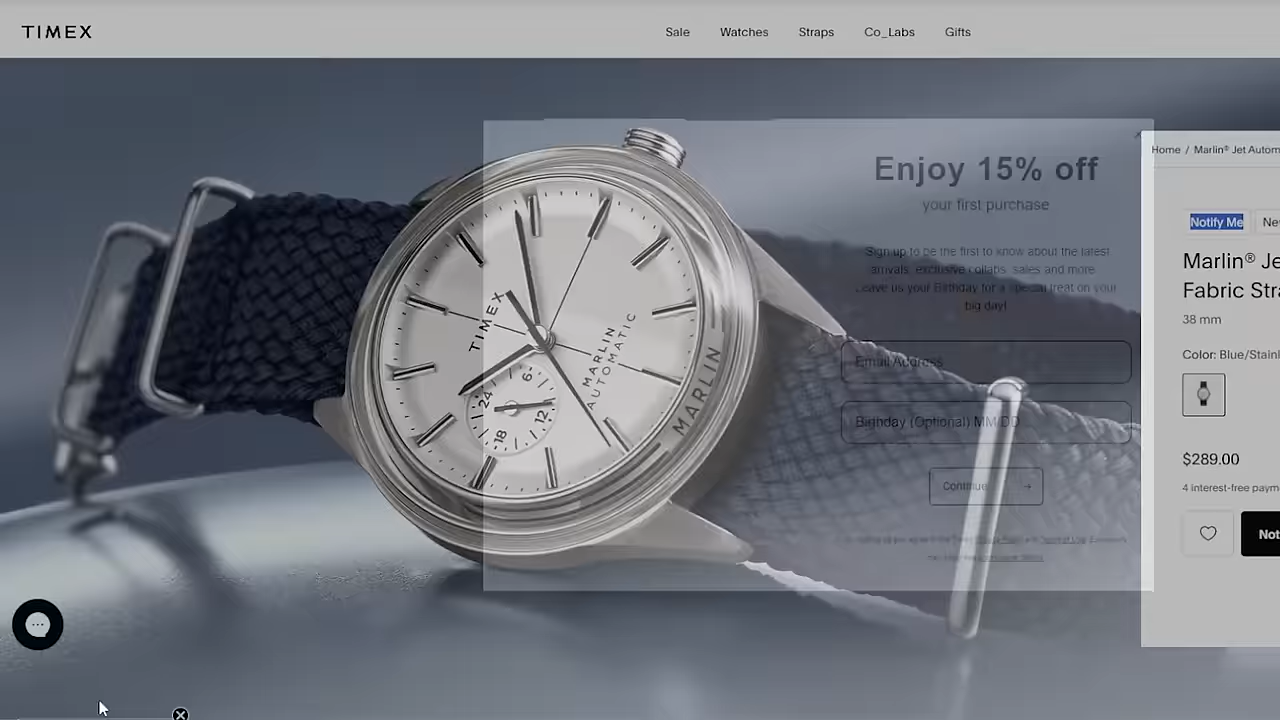 TIMEX
Sale Watches Straps Co_Labs Gifts
Enjoy 15% off
your first purchase
Sign up to be the first to know about the latest
arrivals, exclusive collabs, sales and more.
Leave us your Birthday for a special treat on your
big day!
Email Address
Birthday (Optional) MM/DD
Continue →
Home / Marlin® Jet Autom
Notify Me
Ne
Marlin® Je
Fabric Stra
38 mm
Color: Blue/Stainl
$289.00
4 interest-free paym
Not
TIMEX
MARLIN
AUTOMATIC
MARLIN
24
6
12
18